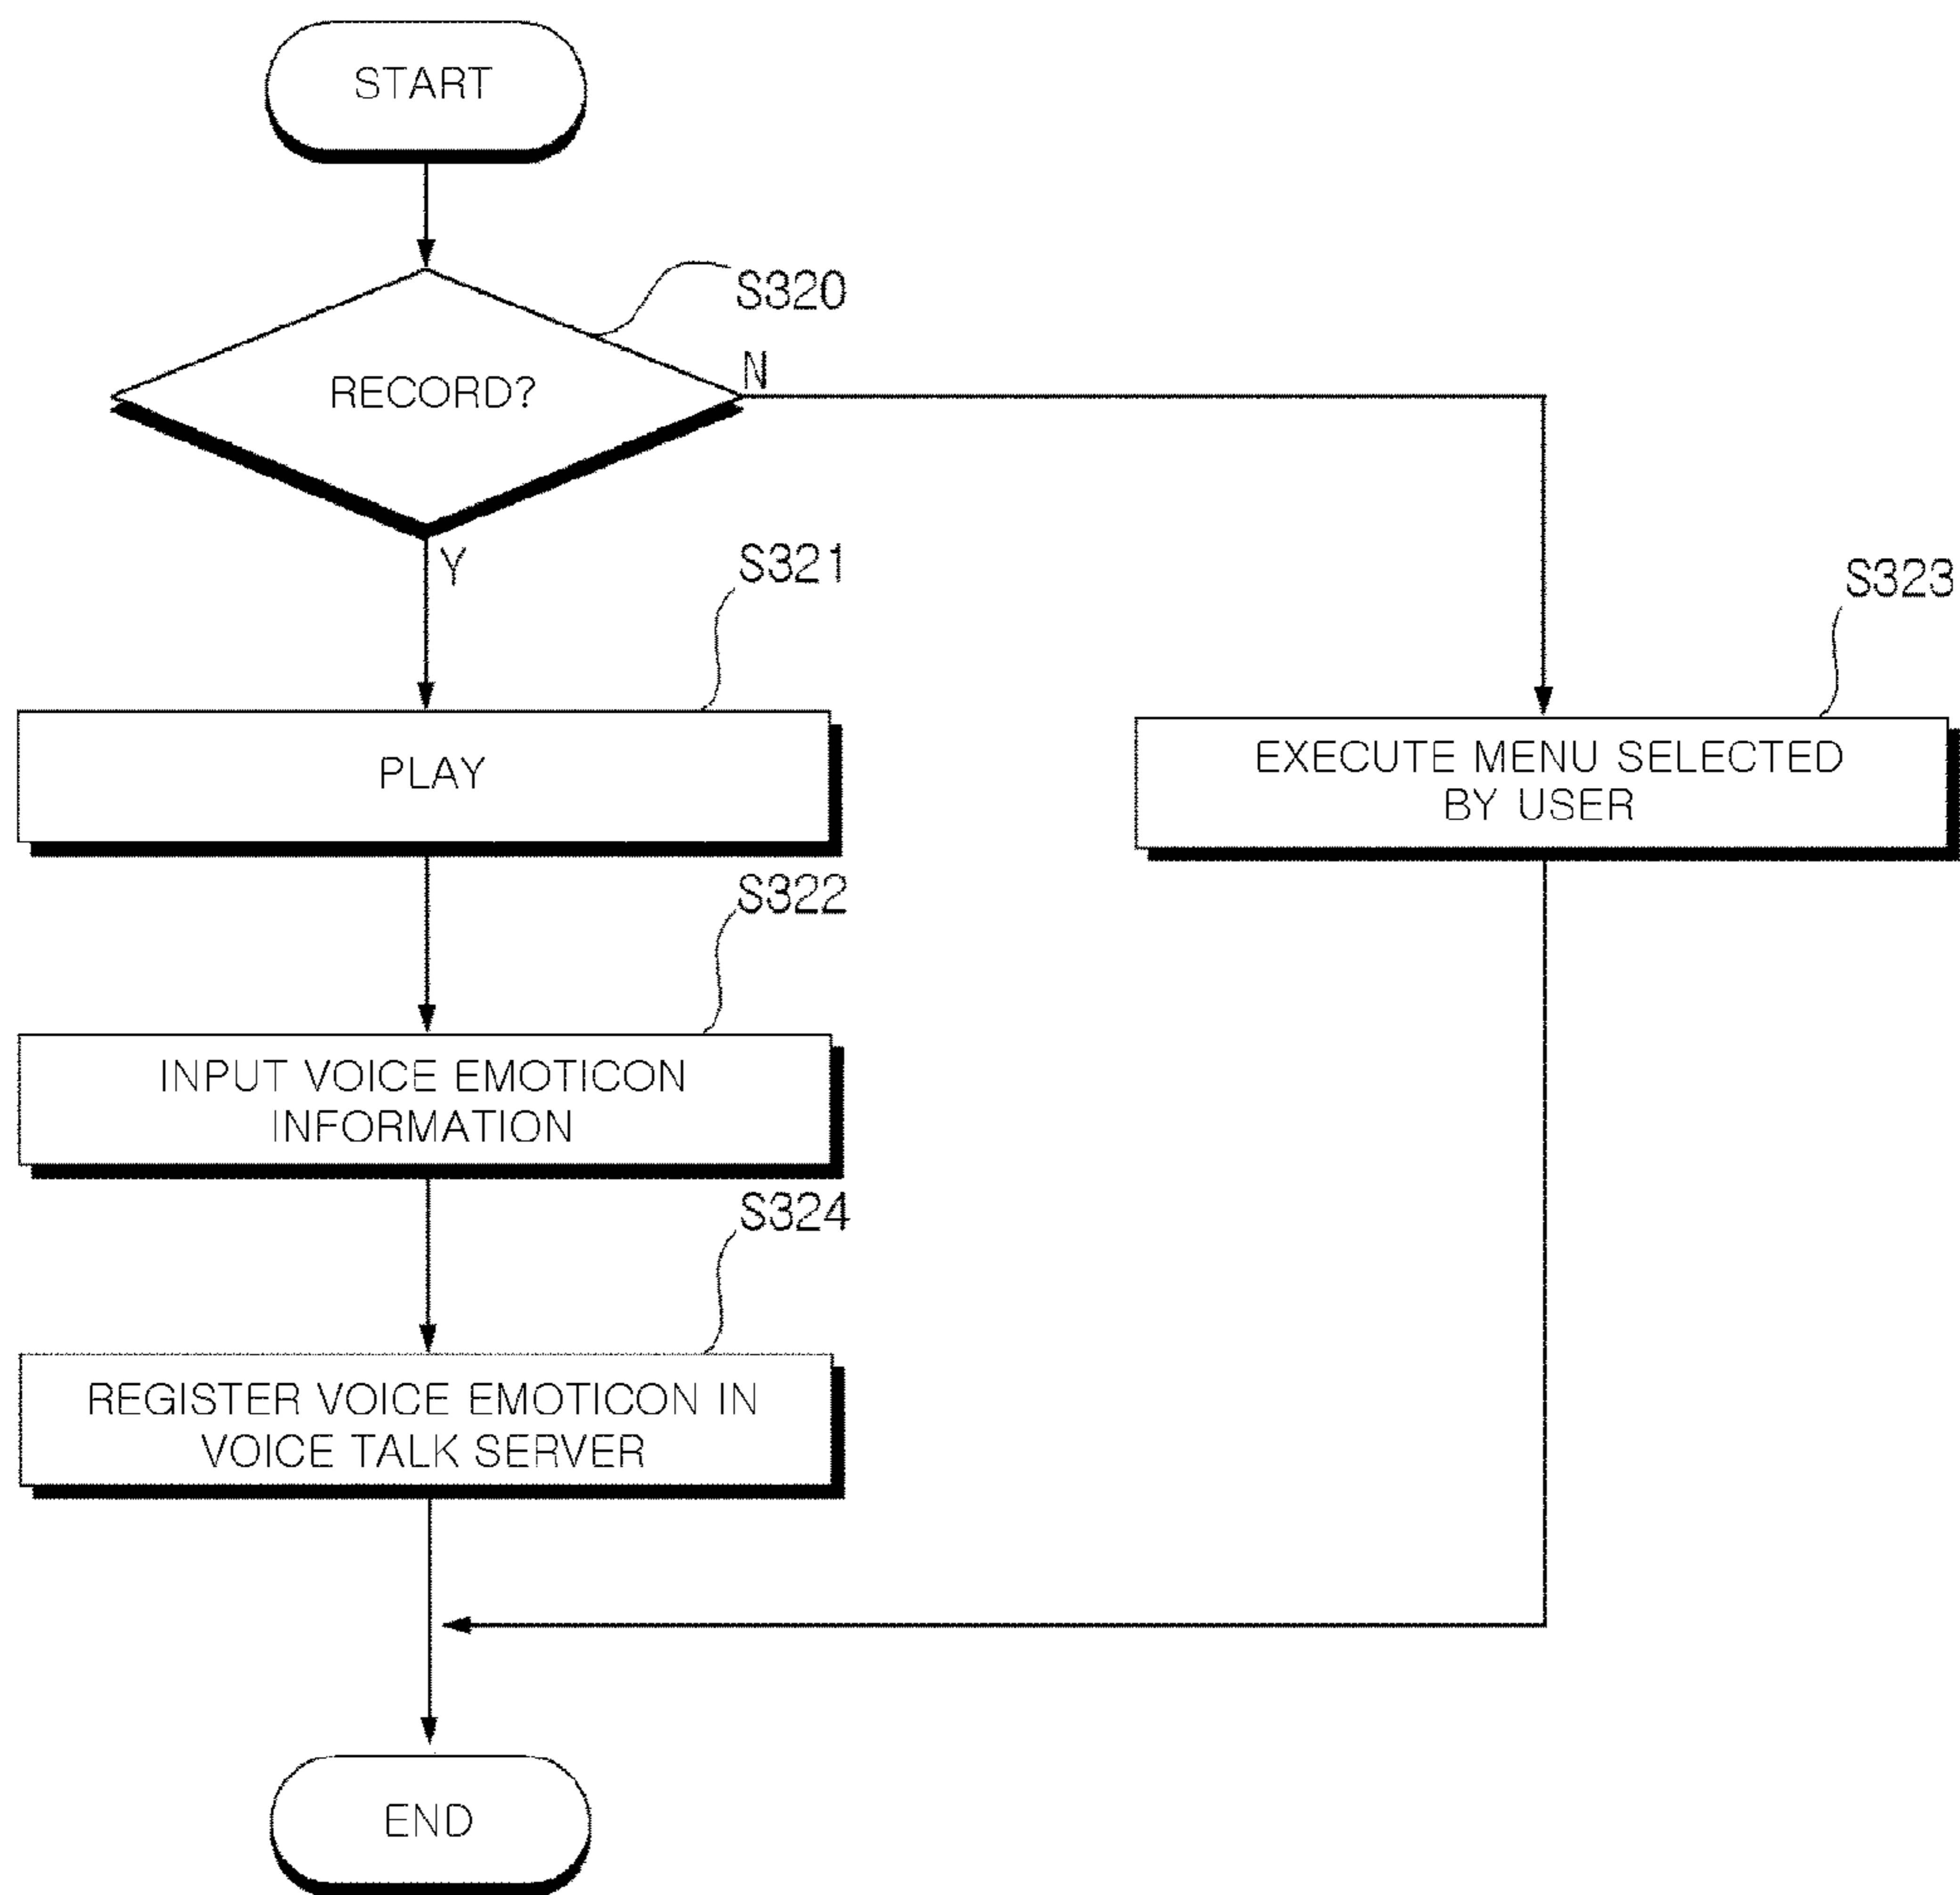 START
S320
RECORD?
N
Y
S321
PLAY
S323
EXECUTE MENU SELECTED
BY USER
S322
INPUT VOICE EMOTICON
INFORMATION
S324
REGISTER VOICE EMOTICON IN
VOICE TALK SERVER
END